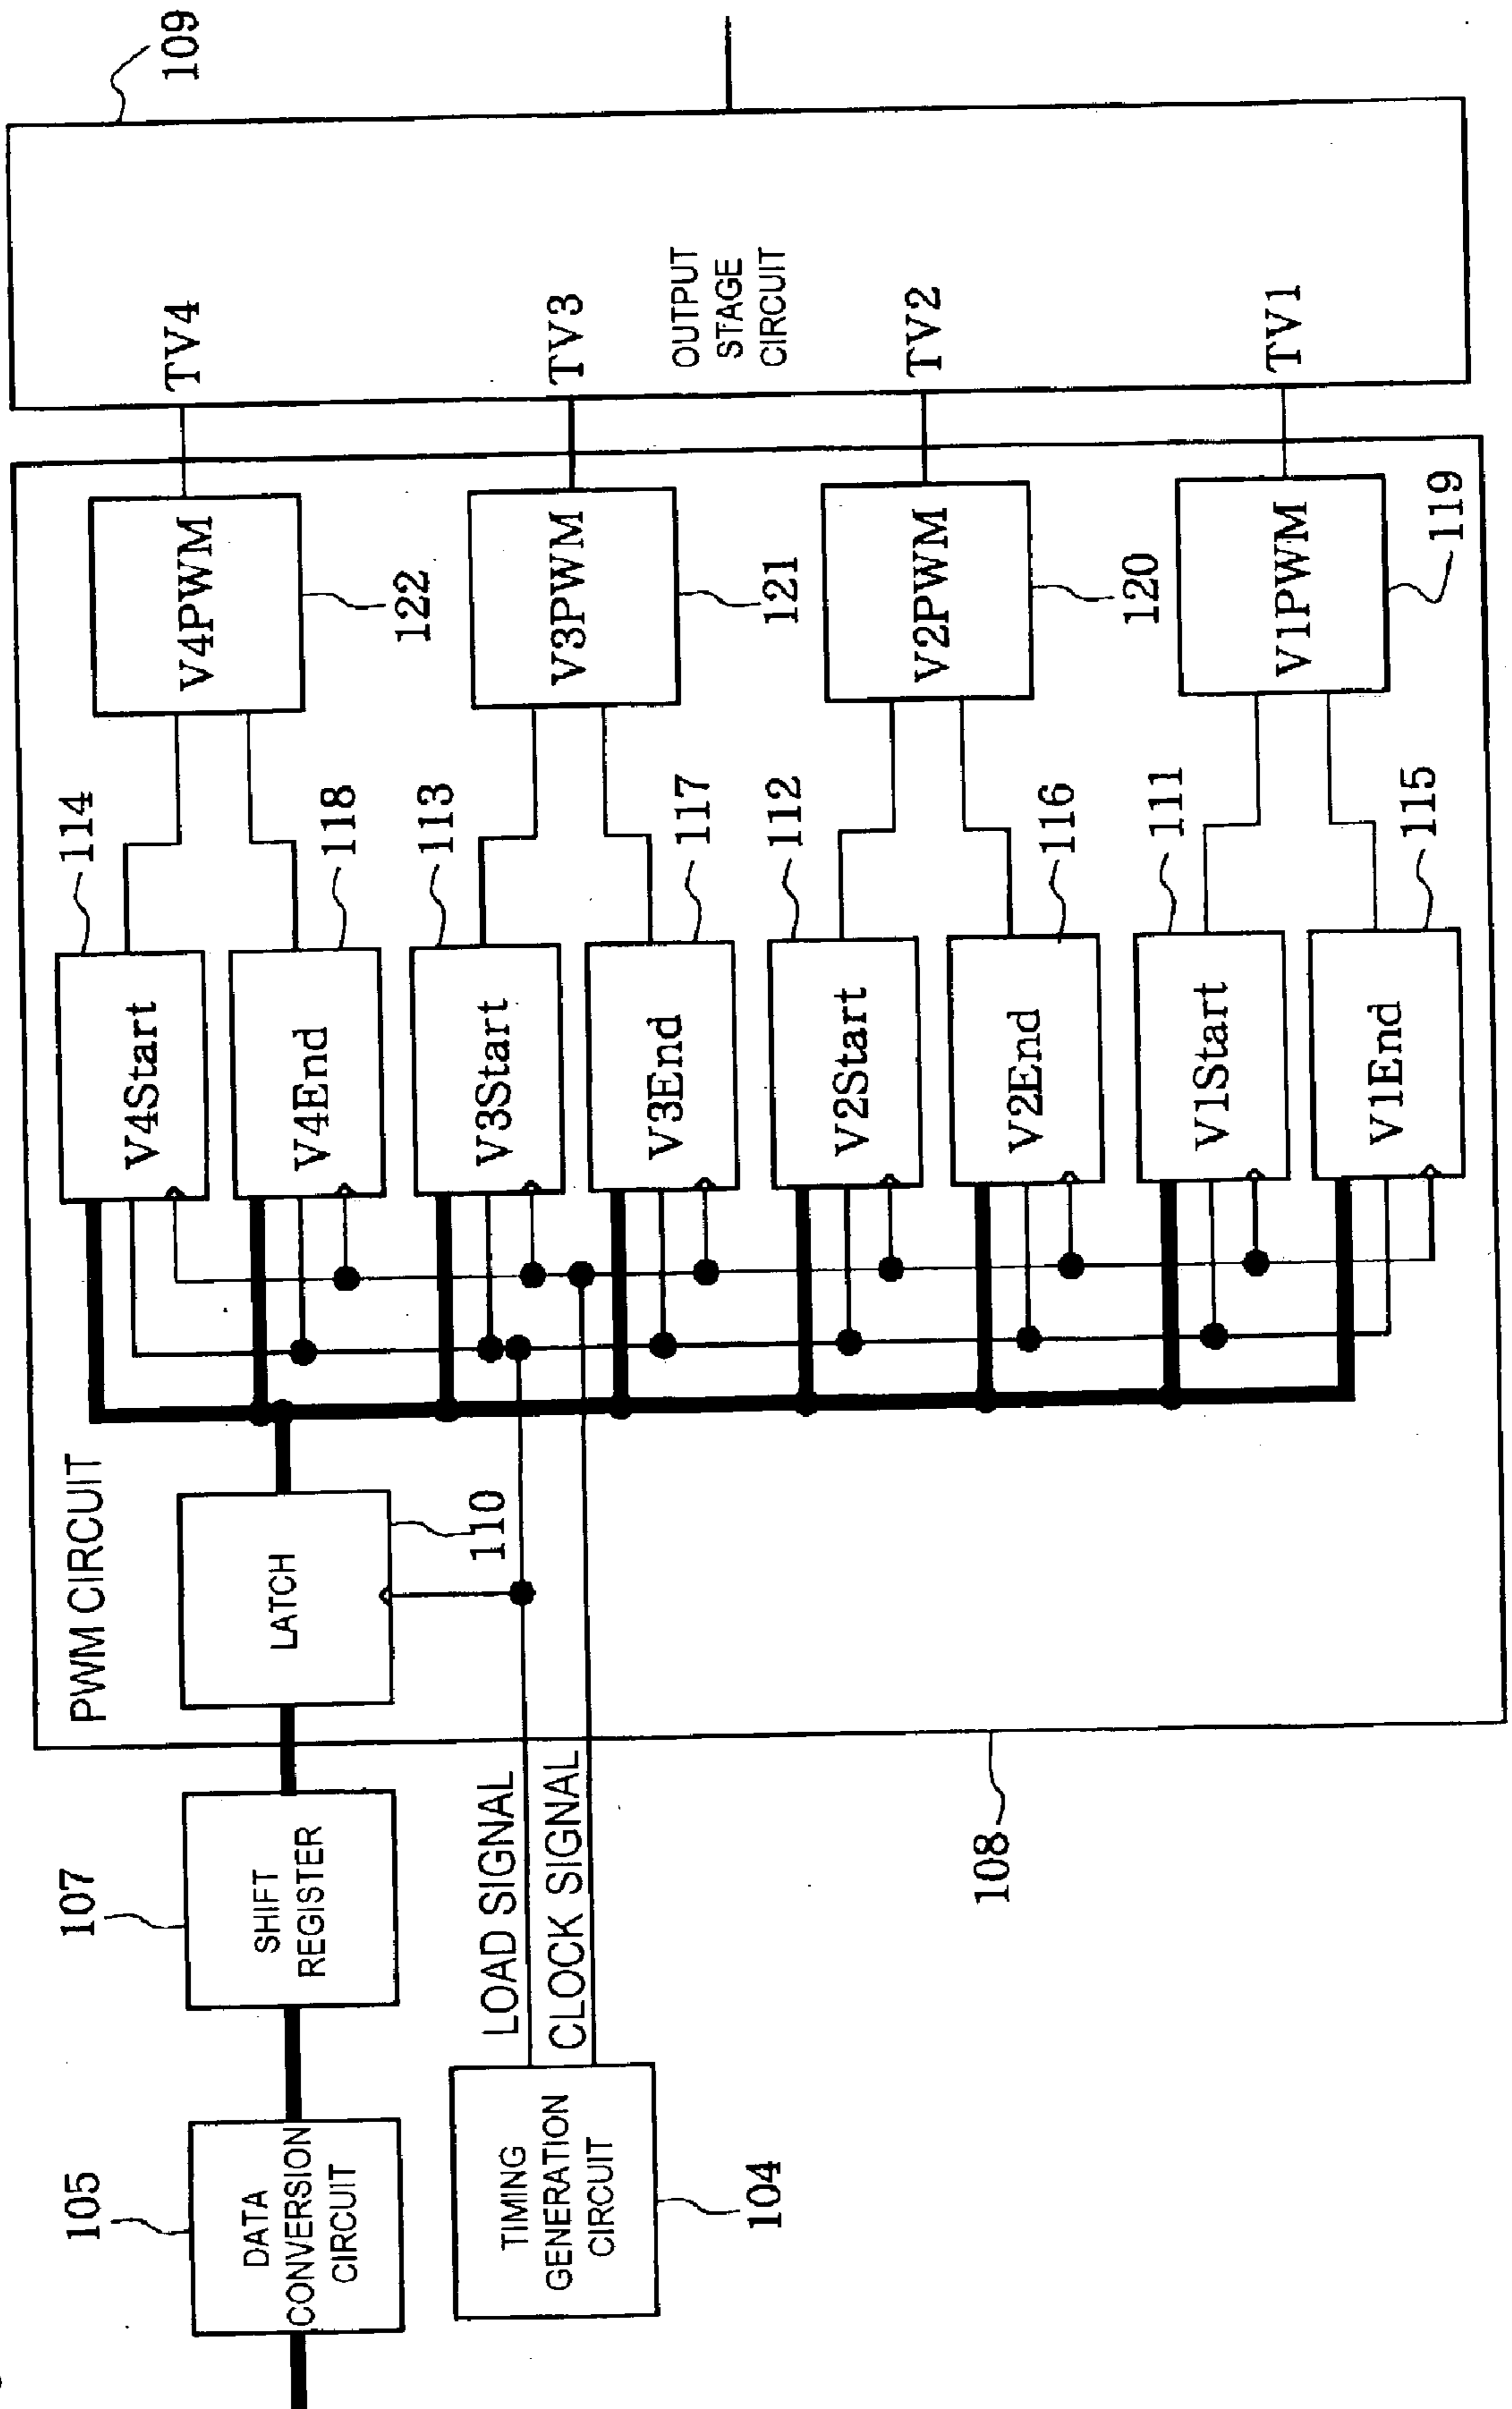 105
DATA
CONVERSION
CIRCUIT
107
SHIFT
REGISTER
TIMING
GENERATION
CIRCUIT
104
LOAD SIGNAL
CLOCK SIGNAL
108
PWM CIRCUIT
LATCH
110
V4Start
114
V4End
118
V3Start
113
V3End
117
V2Start
112
V2End
116
V1Start
111
V1End
115
V4PWM
122
V3PWM
121
V2PWM
120
V1PWM
119
TV4
TV3
TV2
TV1
OUTPUT
STAGE
CIRCUIT
109